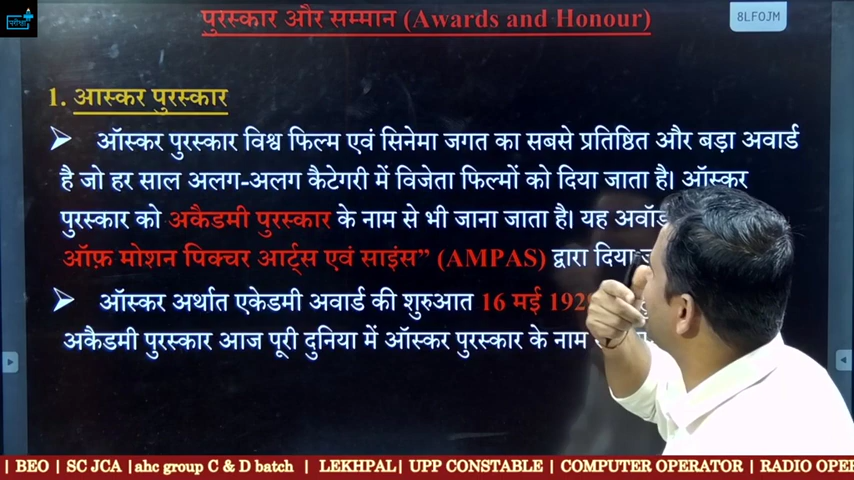 परीक्षा
पुरस्कार और सम्मान (Awards and Honour)
8LFOJM
1. आस्कर पुरस्कार
➤ ऑस्कर पुरस्कार विश्व फिल्म एवं सिनेमा जगत का सबसे प्रतिष्ठित और बड़ा अवार्ड
है जो हर साल अलग-अलग कैटेगरी में विजेता फिल्मों को दिया जाता है। ऑस्कर
पुरस्कार को अकैडमी पुरस्कार के नाम से भी जाना जाता है। यह अवॉर्ड
ऑफ़ मोशन पिक्चर आर्ट्स एवं साइंस” (AMPAS) द्वारा दिया
➤ ऑस्कर अर्थात एकेडमी अवार्ड की शुरुआत 16 मई
अकैडमी पुरस्कार आज पूरी दुनिया में ऑस्कर पुरस्कार के नाम
| BEO | SC JCA |ahc group C & D batch | LEKHPAL| UPP CONSTABLE | COMPUTER OPERATOR | RADIO OPE